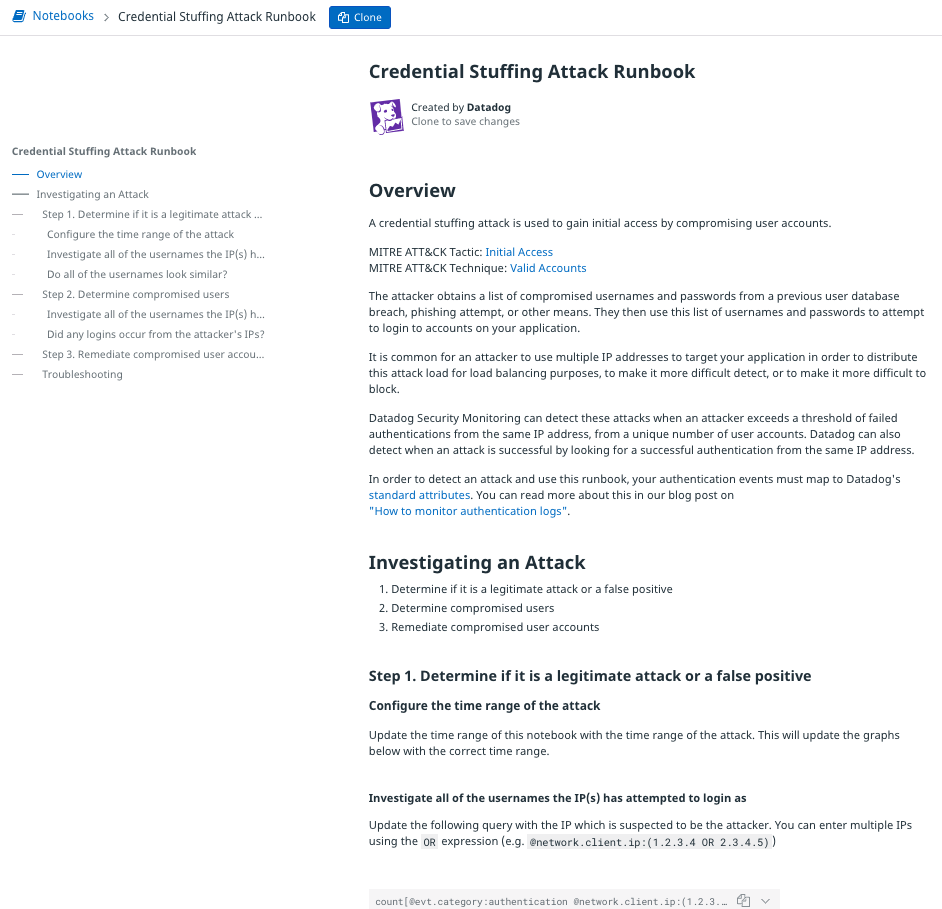 Notebooks > Credential Stuffing Attack Runbook Clone
Credential Stuffing Attack Runbook
Created by Datadog
Clone to save changes
Credential Stuffing Attack Runbook
Overview
Investigating an Attack
Step 1. Determine if it is a legitimate attack ...
Configure the time range of the attack
Investigate all of the usernames the IP(s) h...
Do all of the usernames look similar?
Step 2. Determine compromised users
Investigate all of the usernames the IP(s) h...
Did any logins occur from the attacker's IPs?
Step 3. Remediate compromised user accou...
Troubleshooting
Overview
A credential stuffing attack is used to gain initial access by compromising user accounts.
MITRE ATT&CK Tactic: Initial Access
MITRE ATT&CK Technique: Valid Accounts
The attacker obtains a list of compromised usernames and passwords from a previous user database
breach, phishing attempt, or other means. They then use this list of usernames and passwords to attempt
to login to accounts on your application.
It is common for an attacker to use multiple IP addresses to target your application in order to distribute
this attack load for load balancing purposes, to make it more difficult detect, or to make it more difficult to
block.
Datadog Security Monitoring can detect these attacks when an attacker exceeds a threshold of failed
authentications from the same IP address, from a unique number of user accounts. Datadog can also
detect when an attack is successful by looking for a successful authentication from the same IP address.
In order to detect an attack and use this runbook, your authentication events must map to Datadog's
standard attributes. You can read more about this in our blog post on
"How to monitor authentication logs".
Investigating an Attack
1. Determine if it is a legitimate attack or a false positive
2. Determine compromised users
3. Remediate compromised user accounts
Step 1. Determine if it is a legitimate attack or a false positive
Configure the time range of the attack
Update the time range of this notebook with the time range of the attack. This will update the graphs
below with the correct time range.
Investigate all of the usernames the IP(s) has attempted to login as
Update the following query with the IP which is suspected to be the attacker. You can enter multiple IPs
using the OR expression (e.g. @network.client.ip:(1.2.3.4 OR 2.3.4.5))
count[@evt.category:authentication @network.client.ip:(1.2.3...